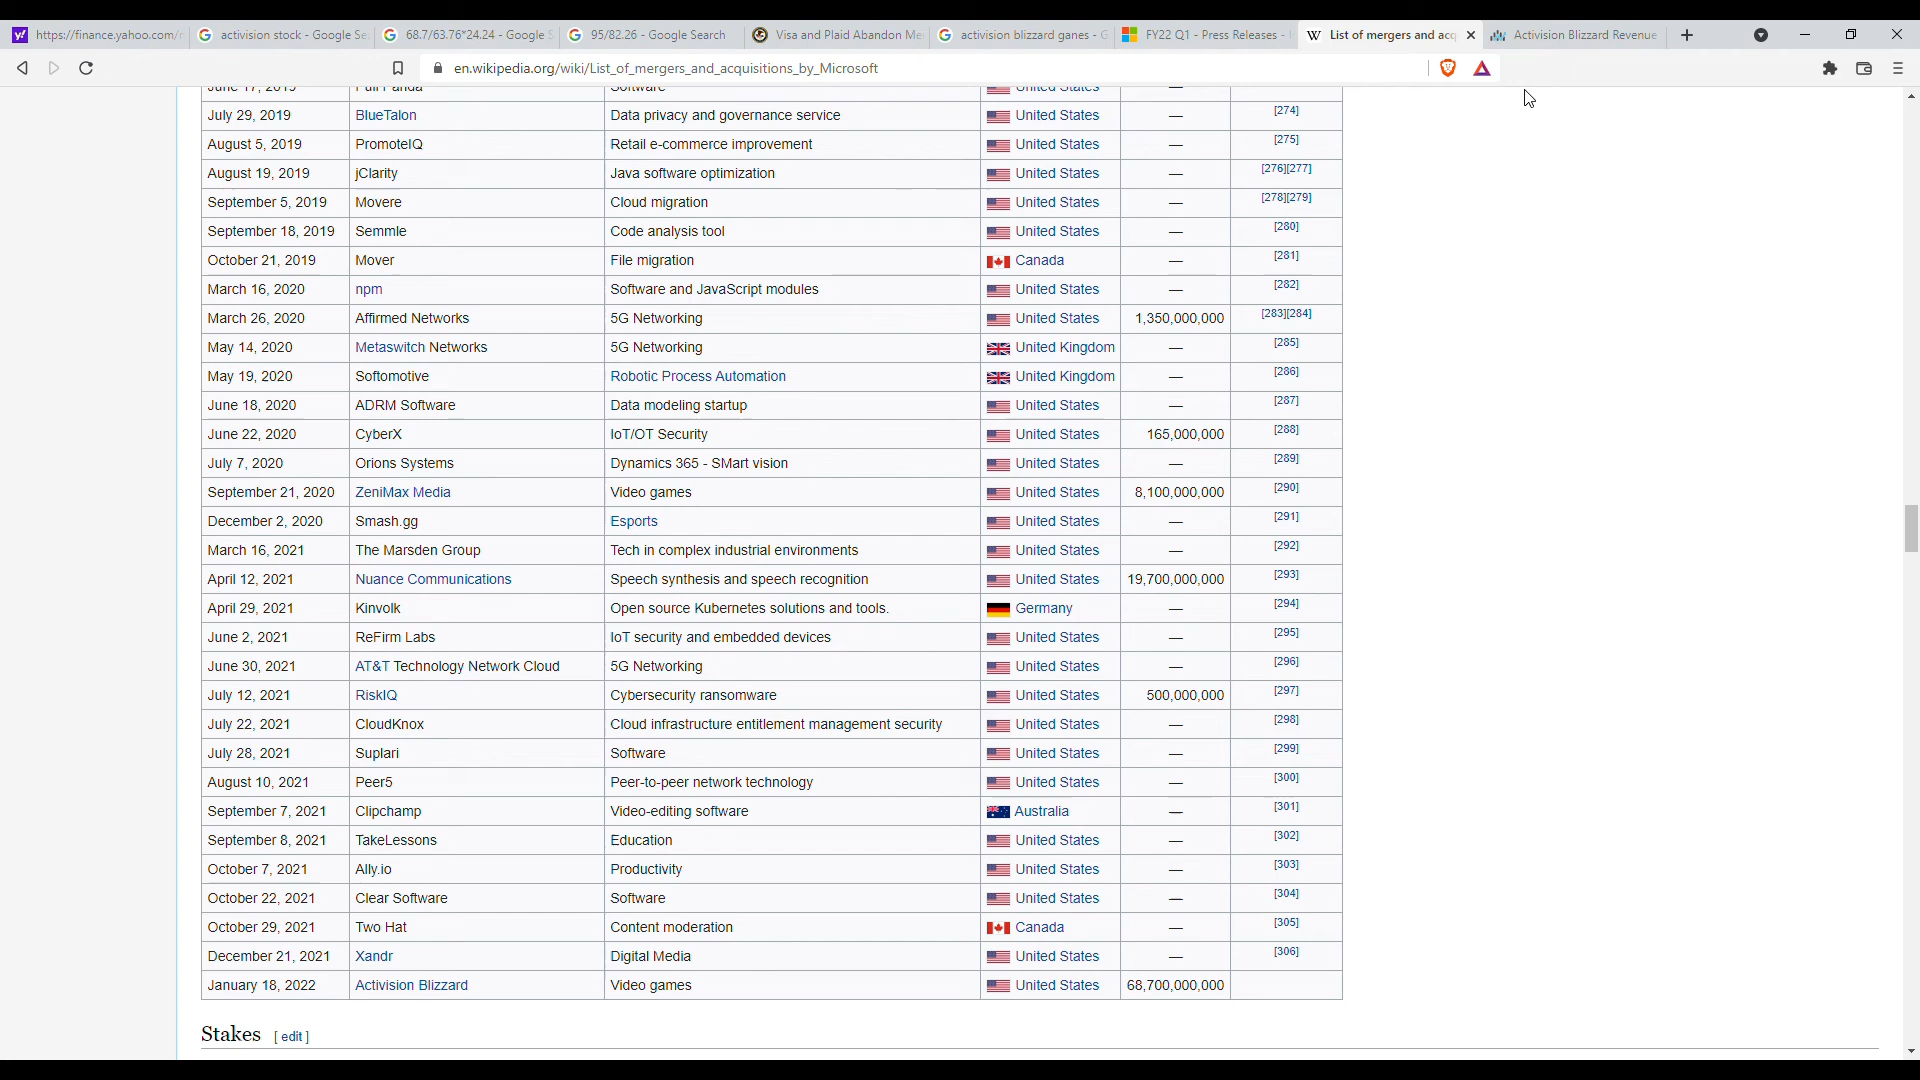 https://finance.yahoo.com/r
activision stock - Google Se
68.7/63.76*24.24 - Google S
95/82.26 - Google Search
Visa and Plaid Abandon Me
activision blizzard ganes - G
FY22 Q1 - Press Releases -
List of mergers and acq
Activision Blizzard Revenue
en.wikipedia.org/wiki/List_of_mergers_and_acquisitions_by_Microsoft
June 17, 2019 Pull Panda Software United States —
July 29, 2019 BlueTalon Data privacy and governance service United States — [274]
August 5, 2019 PromoteIQ Retail e-commerce improvement United States — [275]
August 19, 2019 jClarity Java software optimization United States — [276][277]
September 5, 2019 Movere Cloud migration United States — [278][279]
September 18, 2019 Semmle Code analysis tool United States — [280]
October 21, 2019 Mover File migration Canada — [281]
March 16, 2020 npm Software and JavaScript modules United States — [282]
March 26, 2020 Affirmed Networks 5G Networking United States 1,350,000,000 [283][284]
May 14, 2020 Metaswitch Networks 5G Networking United Kingdom — [285]
May 19, 2020 Softomotive Robotic Process Automation United Kingdom — [286]
June 18, 2020 ADRM Software Data modeling startup United States — [287]
June 22, 2020 CyberX IoT/OT Security United States 165,000,000 [288]
July 7, 2020 Orions Systems Dynamics 365 - SMart vision United States — [289]
September 21, 2020 ZeniMax Media Video games United States 8,100,000,000 [290]
December 2, 2020 Smash.gg Esports United States — [291]
March 16, 2021 The Marsden Group Tech in complex industrial environments United States — [292]
April 12, 2021 Nuance Communications Speech synthesis and speech recognition United States 19,700,000,000 [293]
April 29, 2021 Kinvolk Open source Kubernetes solutions and tools. Germany — [294]
June 2, 2021 ReFirm Labs IoT security and embedded devices United States — [295]
June 30, 2021 AT&T Technology Network Cloud 5G Networking United States — [296]
July 12, 2021 RiskIQ Cybersecurity ransomware United States 500,000,000 [297]
July 22, 2021 CloudKnox Cloud infrastructure entitlement management security United States — [298]
July 28, 2021 Suplari Software United States — [299]
August 10, 2021 Peer5 Peer-to-peer network technology United States — [300]
September 7, 2021 Clipchamp Video-editing software Australia — [301]
September 8, 2021 TakeLessons Education United States — [302]
October 7, 2021 Ally.io Productivity United States — [303]
October 22, 2021 Clear Software Software United States — [304]
October 29, 2021 Two Hat Content moderation Canada — [305]
December 21, 2021 Xandr Digital Media United States — [306]
January 18, 2022 Activision Blizzard Video games United States 68,700,000,000
Stakes [ edit ]